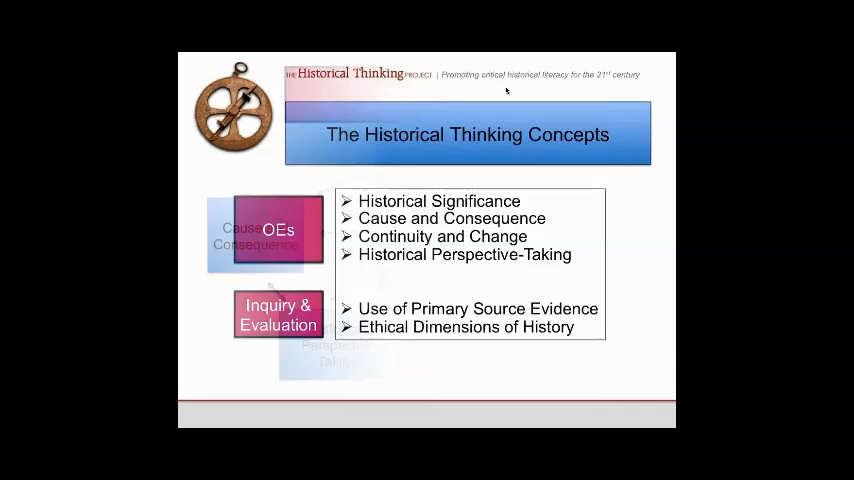 THE Historical Thinking PROJECT | Promoting critical historical literacy for the 21st century
The Historical Thinking Concepts
OEs
➢ Historical Significance
➢ Cause and Consequence
➢ Continuity and Change
➢ Historical Perspective-Taking
Inquiry &
Evaluation
➢ Use of Primary Source Evidence
➢ Ethical Dimensions of History
Consequence
Taking